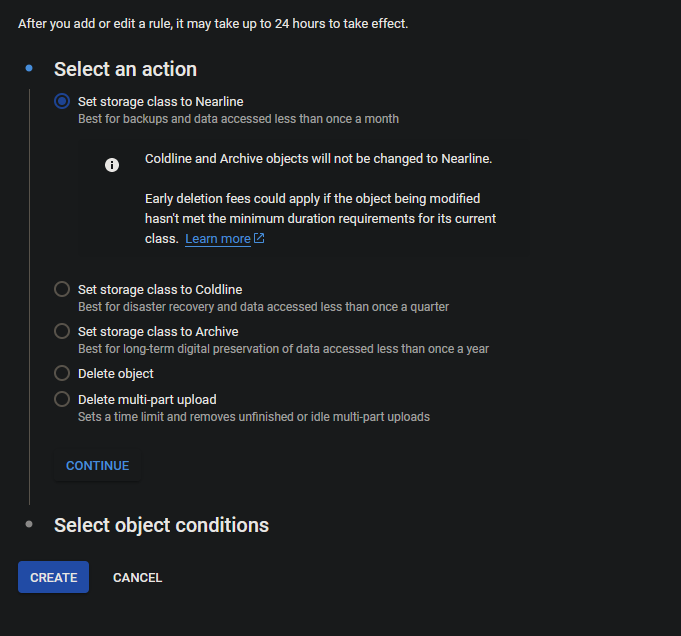 After you add or edit a rule, it may take up to 24 hours to take effect.
Select an action
Set storage class to Nearline
Best for backups and data accessed less than once a month
Coldline and Archive objects will not be changed to Nearline.
Early deletion fees could apply if the object being modified
hasn't met the minimum duration requirements for its current
class. Learn more
Set storage class to Coldline
Best for disaster recovery and data accessed less than once a quarter
Set storage class to Archive
Best for long-term digital preservation of data accessed less than once a year
Delete object
Delete multi-part upload
Sets a time limit and removes unfinished or idle multi-part uploads
CONTINUE
Select object conditions
CREATE CANCEL